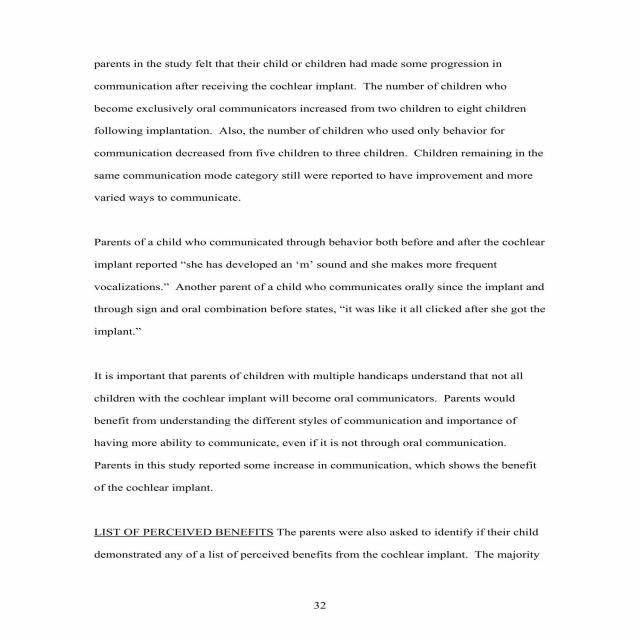 parents in the study felt that their child or children had made some progression in
communication after receiving the cochlear implant.  The number of children who
become exclusively oral communicators increased from two children to eight children
following implantation.  Also, the number of children who used only behavior for
communication decreased from five children to three children.  Children remaining in the
same communication mode category still were reported to have improvement and more
varied ways to communicate.
Parents of a child who communicated through behavior both before and after the cochlear
implant reported “she has developed an ‘m’ sound and she makes more frequent
vocalizations.”  Another parent of a child who communicates orally since the implant and
through sign and oral combination before states, “it was like it all clicked after she got the
implant.”
It is important that parents of children with multiple handicaps understand that not all
children with the cochlear implant will become oral communicators.  Parents would
benefit from understanding the different styles of communication and importance of
having more ability to communicate, even if it is not through oral communication.
Parents in this study reported some increase in communication, which shows the benefit
of the cochlear implant.
LIST OF PERCEIVED BENEFITS The parents were also asked to identify if their child
demonstrated any of a list of perceived benefits from the cochlear implant.  The majority
32